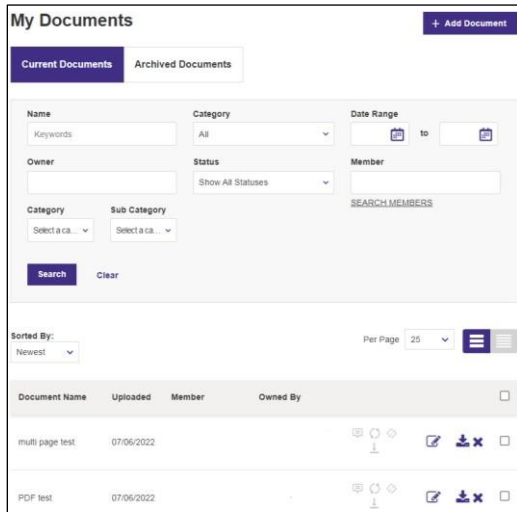 My Documents
+ Add Document
Current Documents
Archived Documents
Name
Category
Date Range
Keywords
All
to
Owner
Status
Member
Show All Statuses
SEARCH MEMBERS
Category
Sub Category
Select a ca...
Select a ca...
Search
Clear
Sorted By:
Newest
Per Page
25
Document Name
Uploaded
Member
Owned By
multi page test
07/06/2022
PDF test
07/06/2022